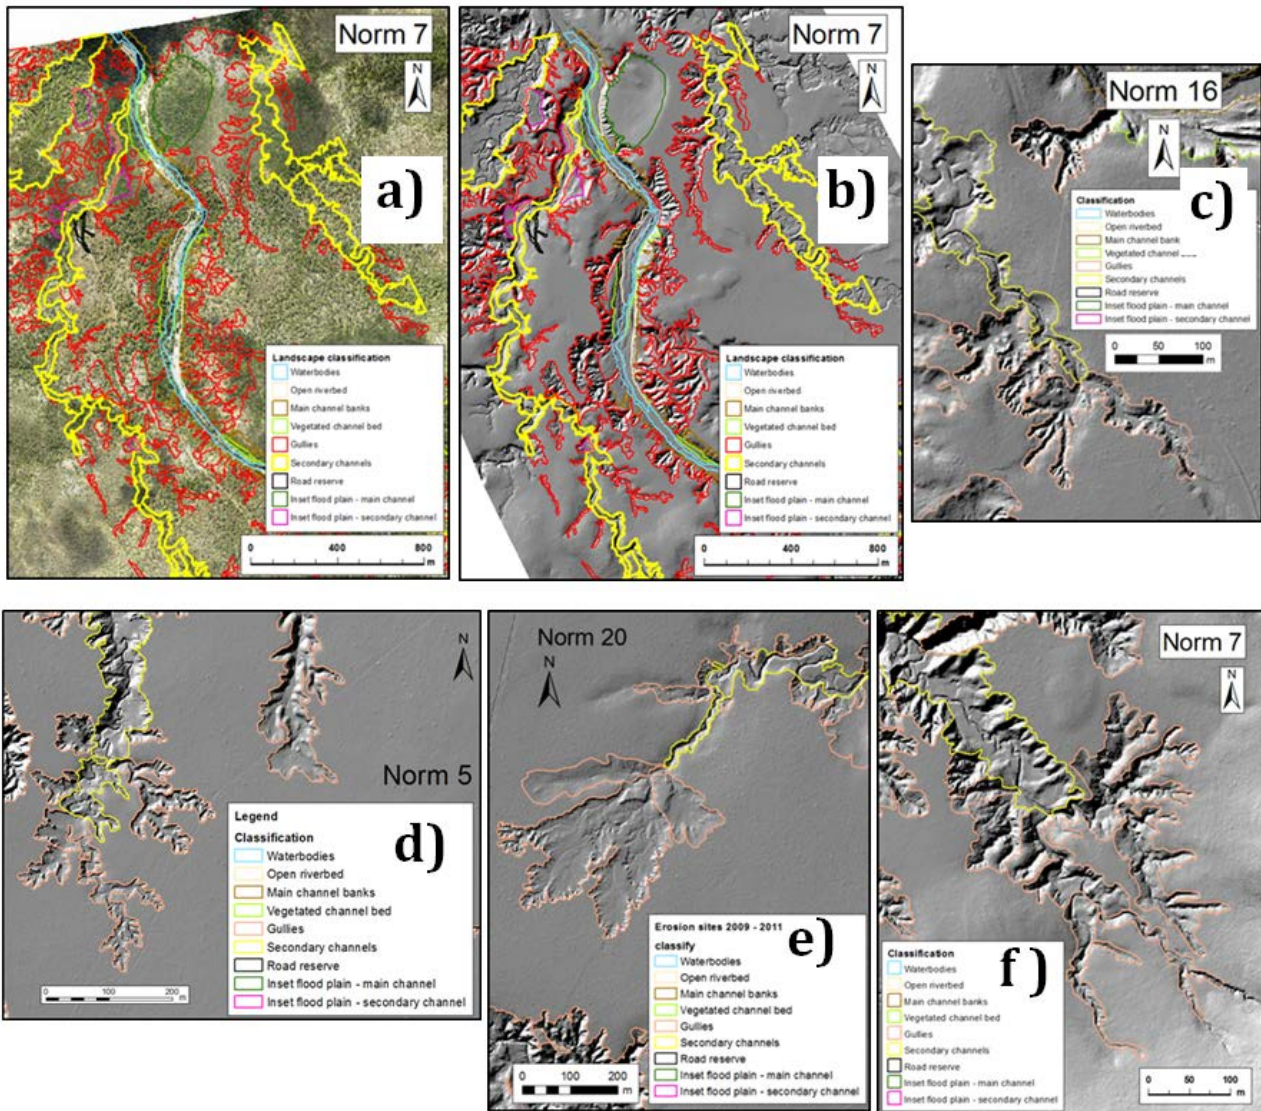 Norm 7
N
a)
Landscape classification
Waterbodies
Open riverbed
Main channel banks
Vegetated channel bed
Gullies
Secondary channels
Road reserve
Inset flood plain - main channel
Inset flood plain - secondary channel
0 400 800
m
Norm 7
N
b)
Landscape classification
Waterbodies
Open riverbed
Main channel banks
Vegetated channel bed
Gullies
Secondary channels
Road reserve
Inset flood plain - main channel
Inset flood plain - secondary channel
0 400 800
m
Norm 16
N
c)
Classification
Waterbodies
Open riverbed
Main channel bank
Vegetated channel
Gullies
Secondary channels
Road reserve
Inset flood plain - main channel
Inset flood plain - secondary channel
0 50 100
m
N
Norm 5
d)
Legend
Classification
Waterbodies
Open riverbed
Main channel banks
Vegetated channel bed
Gullies
Secondary channels
Road reserve
Inset flood plain - main channel
Inset flood plain - secondary channel
0 100 200
m
Norm 20
N
e)
Erosion sites 2009 - 2011
classify
Waterbodies
Open riverbed
Main channel banks
Vegetated channel bed
Gullies
Secondary channels
Road reserve
Inset flood plain - main channel
Inset flood plain - secondary channel
0 100 200
m
Norm 7
N
f)
Classification
Waterbodies
Open riverbed
Main channel banks
Vegetated channel bed
Gullies
Secondary channels
Road reserve
Inset flood plain - main channel
Inset flood plain - secondary channel
0 50 100
m